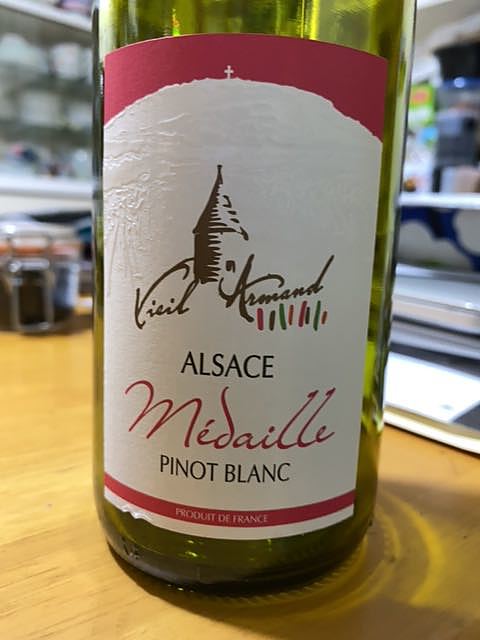 Vieil Armand
ALSACE
Médaille
PINOT BLANC
PRODUIT DE FRANCE